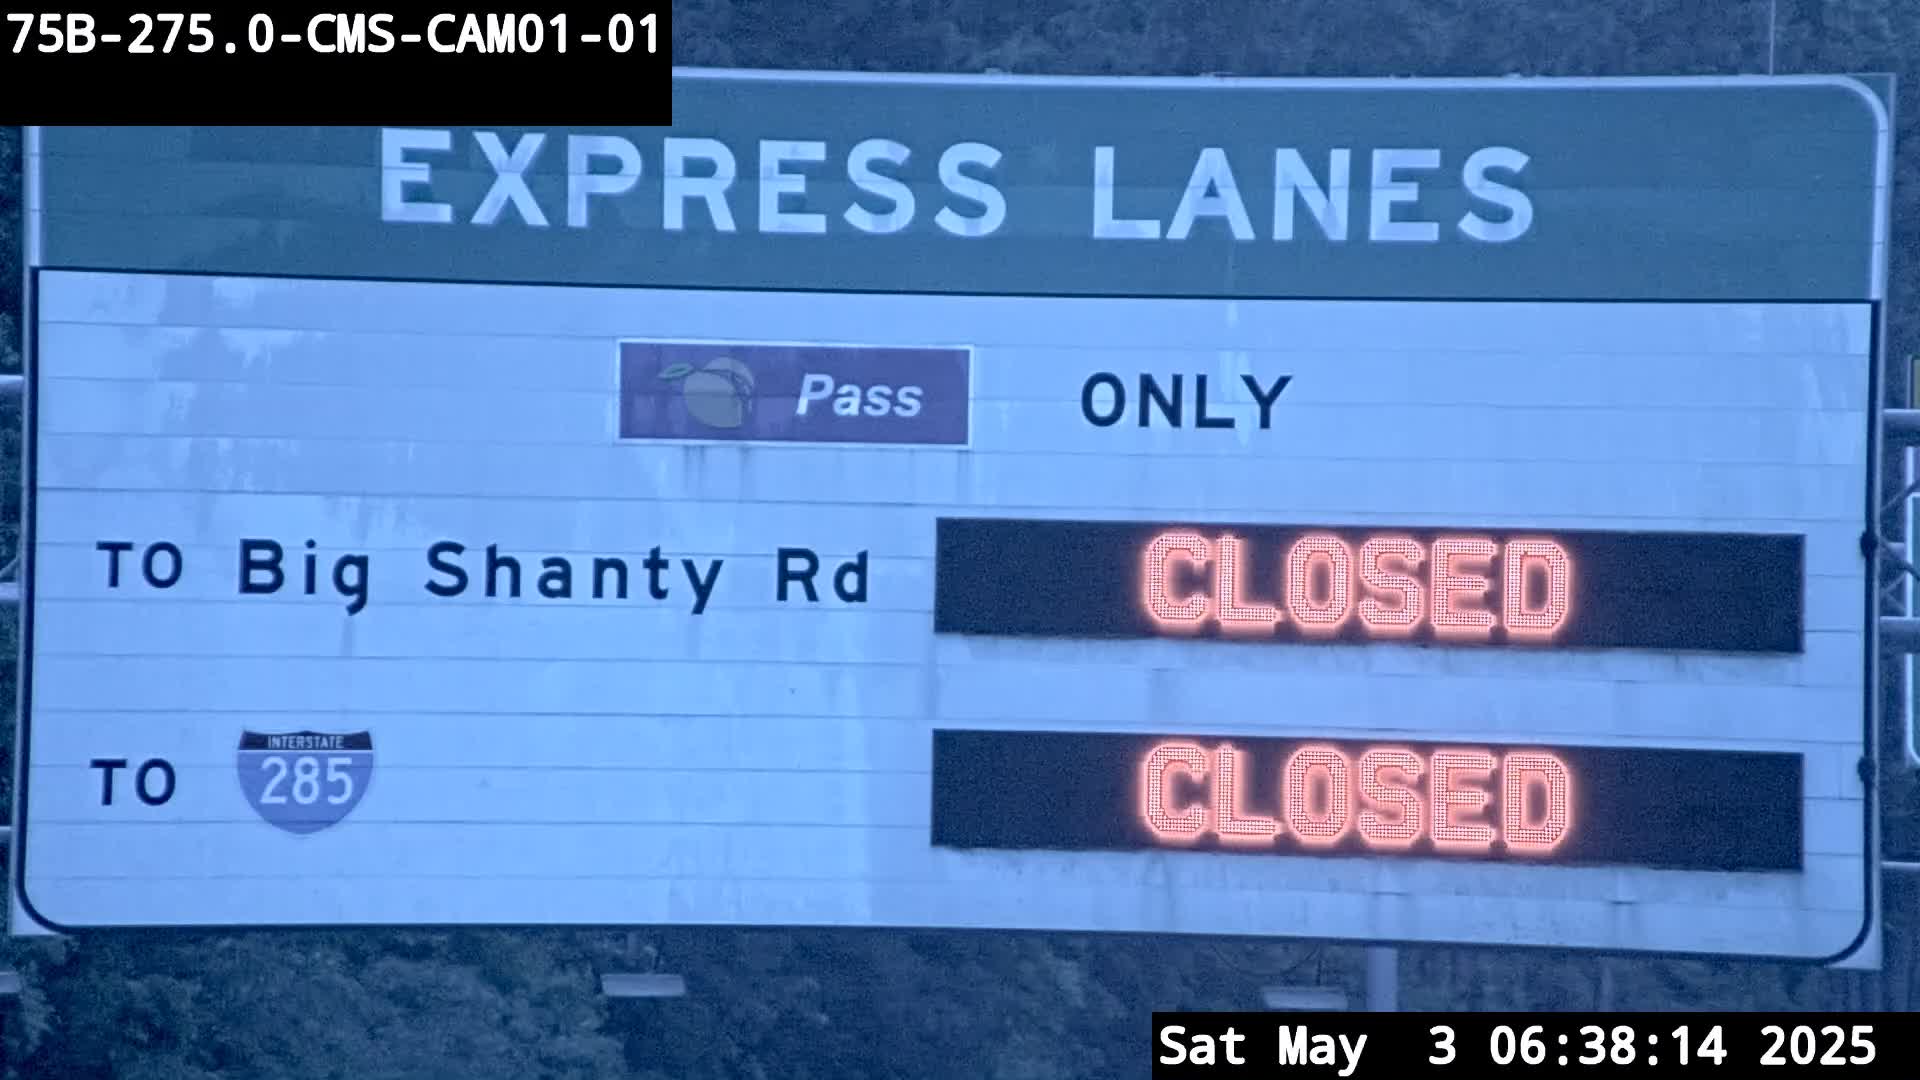 75B-275.0-CMS-CAM01-01
EXPRESS LANES
Pass ONLY
TO Big Shanty Rd CLOSED
INTERSTATE
TO 285 CLOSED
Sat May 3 06:38:14 2025